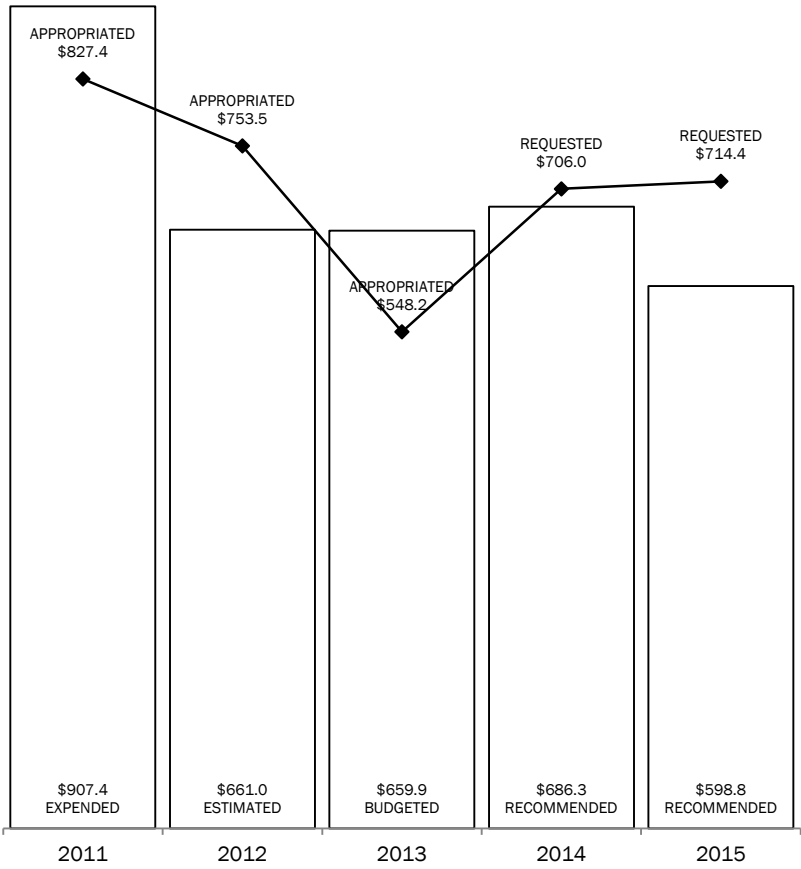 APPROPRIATED
$827.4
APPROPRIATED
$753.5
APPROPRIATED
$548.2
REQUESTED
$706.0
REQUESTED
$714.4
$907.4
EXPENDED
$661.0
ESTIMATED
$659.9
BUDGETED
$686.3
RECOMMENDED
$598.8
RECOMMENDED
2011
2012
2013
2014
2015